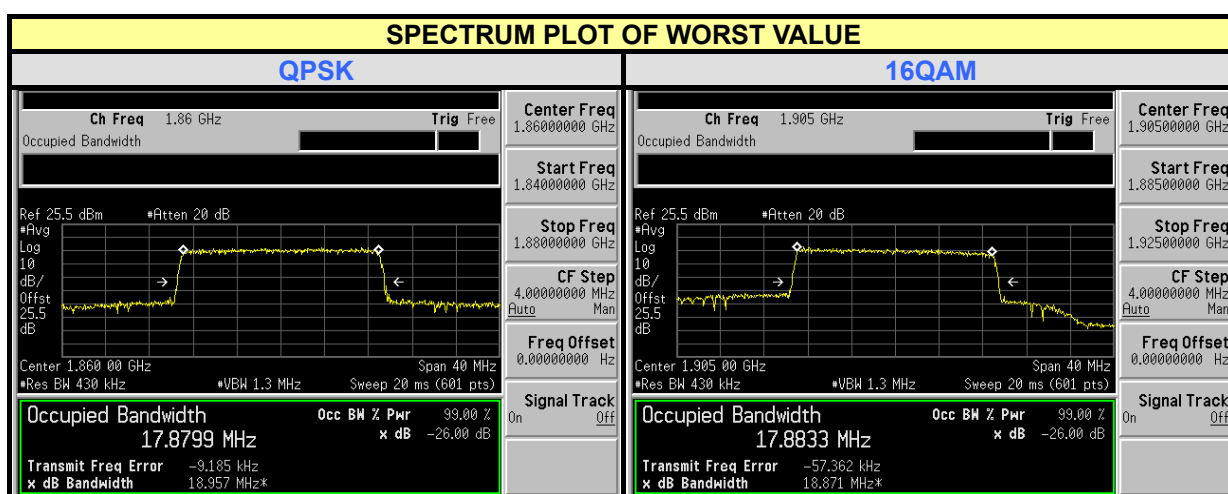 SPECTRUM PLOT OF WORST VALUE
QPSK
Ch Freq 1.86 GHz Trig Free
Occupied Bandwidth
Ref 25.5 dBm #Atten 20 dB
#Avg
Log
10
dB/
Offst
25.5
dB
Center 1.860 00 GHz Span 40 MHz
#Res BW 430 kHz #VBW 1.3 MHz Sweep 20 ms (601 pts)
Occupied Bandwidth Occ BW % Pwr 99.00 %
17.8799 MHz x dB -26.00 dB
Transmit Freq Error -9.185 kHz
x dB Bandwidth 18.957 MHz*
Center Freq
1.86000000 GHz
Start Freq
1.84000000 GHz
Stop Freq
1.88000000 GHz
CF Step
4.00000000 MHz
Auto Man
Freq Offset
0.00000000 Hz
Signal Track
On Off
16QAM
Ch Freq 1.905 GHz Trig Free
Occupied Bandwidth
Ref 25.5 dBm #Atten 20 dB
#Avg
Log
10
dB/
Offst
25.5
dB
Center 1.905 00 GHz Span 40 MHz
#Res BW 430 kHz #VBW 1.3 MHz Sweep 20 ms (601 pts)
Occupied Bandwidth Occ BW % Pwr 99.00 %
17.8833 MHz x dB -26.00 dB
Transmit Freq Error -57.362 kHz
x dB Bandwidth 18.871 MHz*
Center Freq
1.90500000 GHz
Start Freq
1.88500000 GHz
Stop Freq
1.92500000 GHz
CF Step
4.00000000 MHz
Auto Man
Freq Offset
0.00000000 Hz
Signal Track
On Off